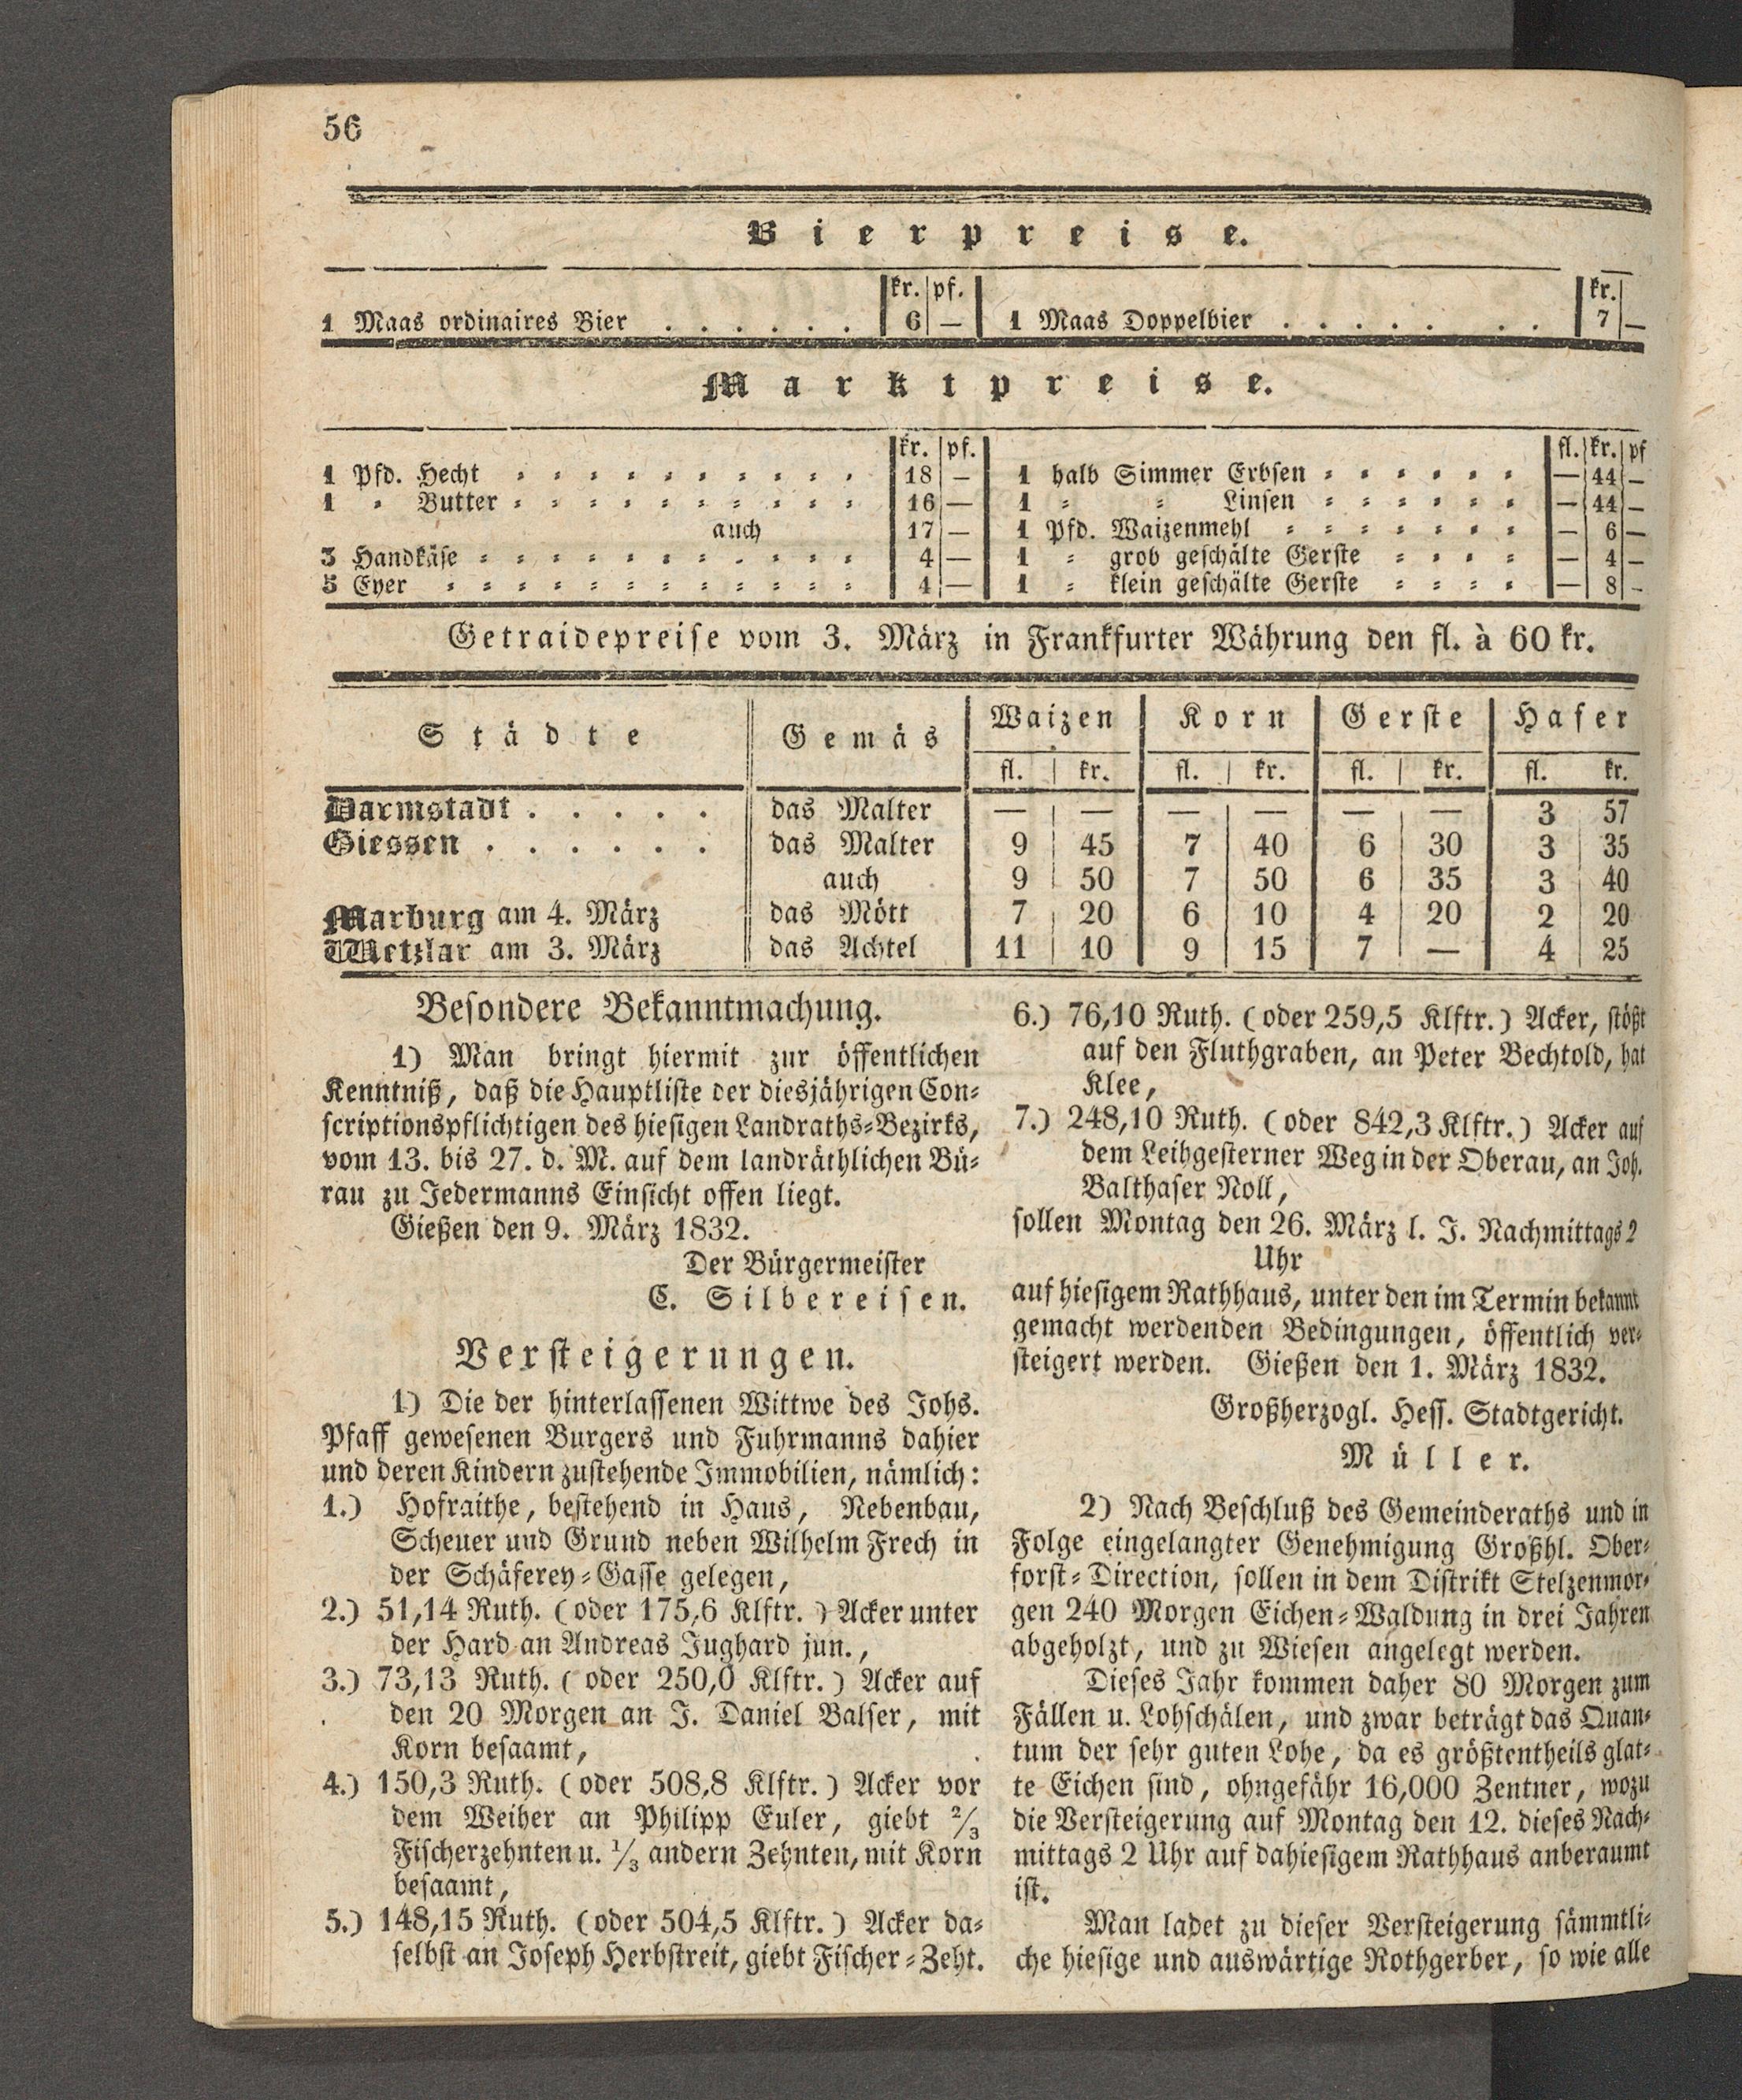 56
Bierpreise.
kr. pf. kr.
1 Maas ordinaires Bier . . . . . . 6 — 1 Maas Doppelbier . . . . . . . 7 —
Marktpreise.
kr. pf. fl. kr. pf
1 Pfd. Hecht 18 — 1 halb Simmer Erbsen — 44 —
1 = Butter 16 — 1 = = Linsen — 44 —
auch 17 — 1 Pfd. Waizenmehl — 6 —
3 Handkäse 4 — 1 = grob geschälte Gerste — 4 —
5 Eyer 4 — 1 = klein geschälte Gerste — 8 —
Getraidepreise vom 3. März in Frankfurter Währung den fl. à 60 kr.
Städte Gemäs Waizen Korn Gerste Hafer
fl. kr. fl. kr. fl. kr. fl. kr.
Darmstadt . . . . . das Malter — — — — — — 3 57
Giessen . . . . . . das Malter 9 45 7 40 6 30 3 35
auch 9 50 7 50 6 35 3 40
Marburg am 4. März das Mött 7 20 6 10 4 20 2 20
Wetzlar am 3. März das Achtel 11 10 9 15 7 — 4 25
Besondere Bekanntmachung.
1) Man bringt hiermit zur öffentlichen
Kenntniß, daß die Hauptliste der diesjährigen Con-
scriptionspflichtigen des hiesigen Landraths-Bezirks,
vom 13. bis 27. d. M. auf dem landräthlichen Bü-
rau zu Jedermanns Einsicht offen liegt.
Gießen den 9. März 1832.
Der Bürgermeister
C. Silbereisen.
Versteigerungen.
1) Die der hinterlassenen Wittwe des Johs.
Pfaff gewesenen Burgers und Fuhrmanns dahier
und deren Kindern zustehende Immobilien, nämlich:
1.) Hofraithe, bestehend in Haus, Nebenbau,
Scheuer und Grund neben Wilhelm Frech in
der Schäferey-Gasse gelegen,
2.) 51,14 Ruth. (oder 175,6 Klftr.) Acker unter
der Hard an Andreas Jughard jun.,
3.) 73,13 Ruth. (oder 250,0 Klftr.) Acker auf
den 20 Morgen an J. Daniel Balser, mit
Korn besaamt,
4.) 150,3 Ruth. (oder 508,8 Klftr.) Acker vor
dem Weiher an Philipp Euler, giebt 2/3
Fischerzehnten u. 1/3 andern Zehnten, mit Korn
besaamt,
5.) 148,15 Ruth. (oder 504,5 Klftr.) Acker da-
selbst an Joseph Herbstreit, giebt Fischer-Zeht.
6.) 76,10 Ruth. (oder 259,5 Klftr.) Acker, stößt
auf den Fluthgraben, an Peter Bechtold, hat
Klee,
7.) 248,10 Ruth. (oder 842,3 Klftr.) Acker auf
dem Leihgesterner Weg in der Oberau, an Joh.
Balthaser Noll,
sollen Montag den 26. März l. J. Nachmittags 2
Uhr
auf hiesigem Rathhaus, unter den im Termin bekannt
gemacht werdenden Bedingungen, öffentlich ver-
steigert werden. Gießen den 1. März 1832.
Großherzogl. Hess. Stadtgericht.
Müller.
2) Nach Beschluß des Gemeinderaths und in
Folge eingelangter Genehmigung Großhl. Ober-
forst-Direction, sollen in dem Distrikt Stelzenmor-
gen 240 Morgen Eichen-Waldung in drei Jahren
abgeholzt, und zu Wiesen angelegt werden.
Dieses Jahr kommen daher 80 Morgen zum
Fällen u. Lohschälen, und zwar beträgt das Quan-
tum der sehr guten Lohe, da es größtentheils glat-
te Eichen sind, ohngefähr 16,000 Zentner, wozu
die Versteigerung auf Montag den 12. dieses Nach-
mittags 2 Uhr auf dahiesigem Rathhaus anberaumt
ist.
Man ladet zu dieser Versteigerung sämmtli-
che hiesige und auswärtige Rothgerber, so wie alle